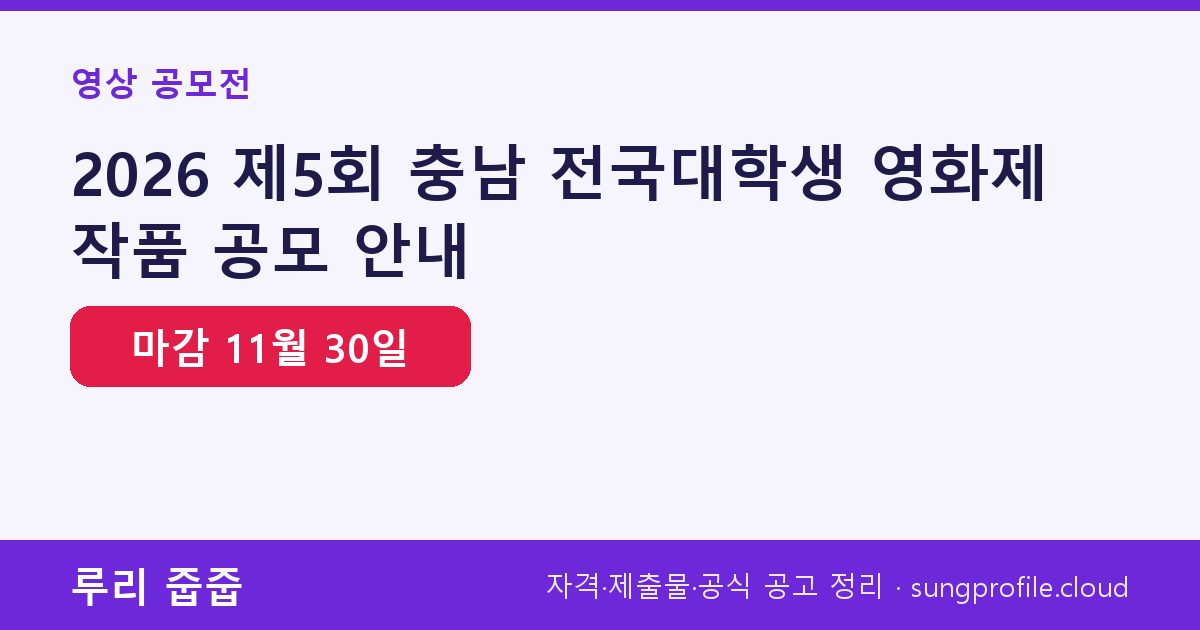 영상 공모전
2026 제5회 충남 전국대학생 영화제
작품 공모 안내
마감 11월 30일
루리 줍줍
자격·제출물·공식 공고 정리 · sungprofile.cloud